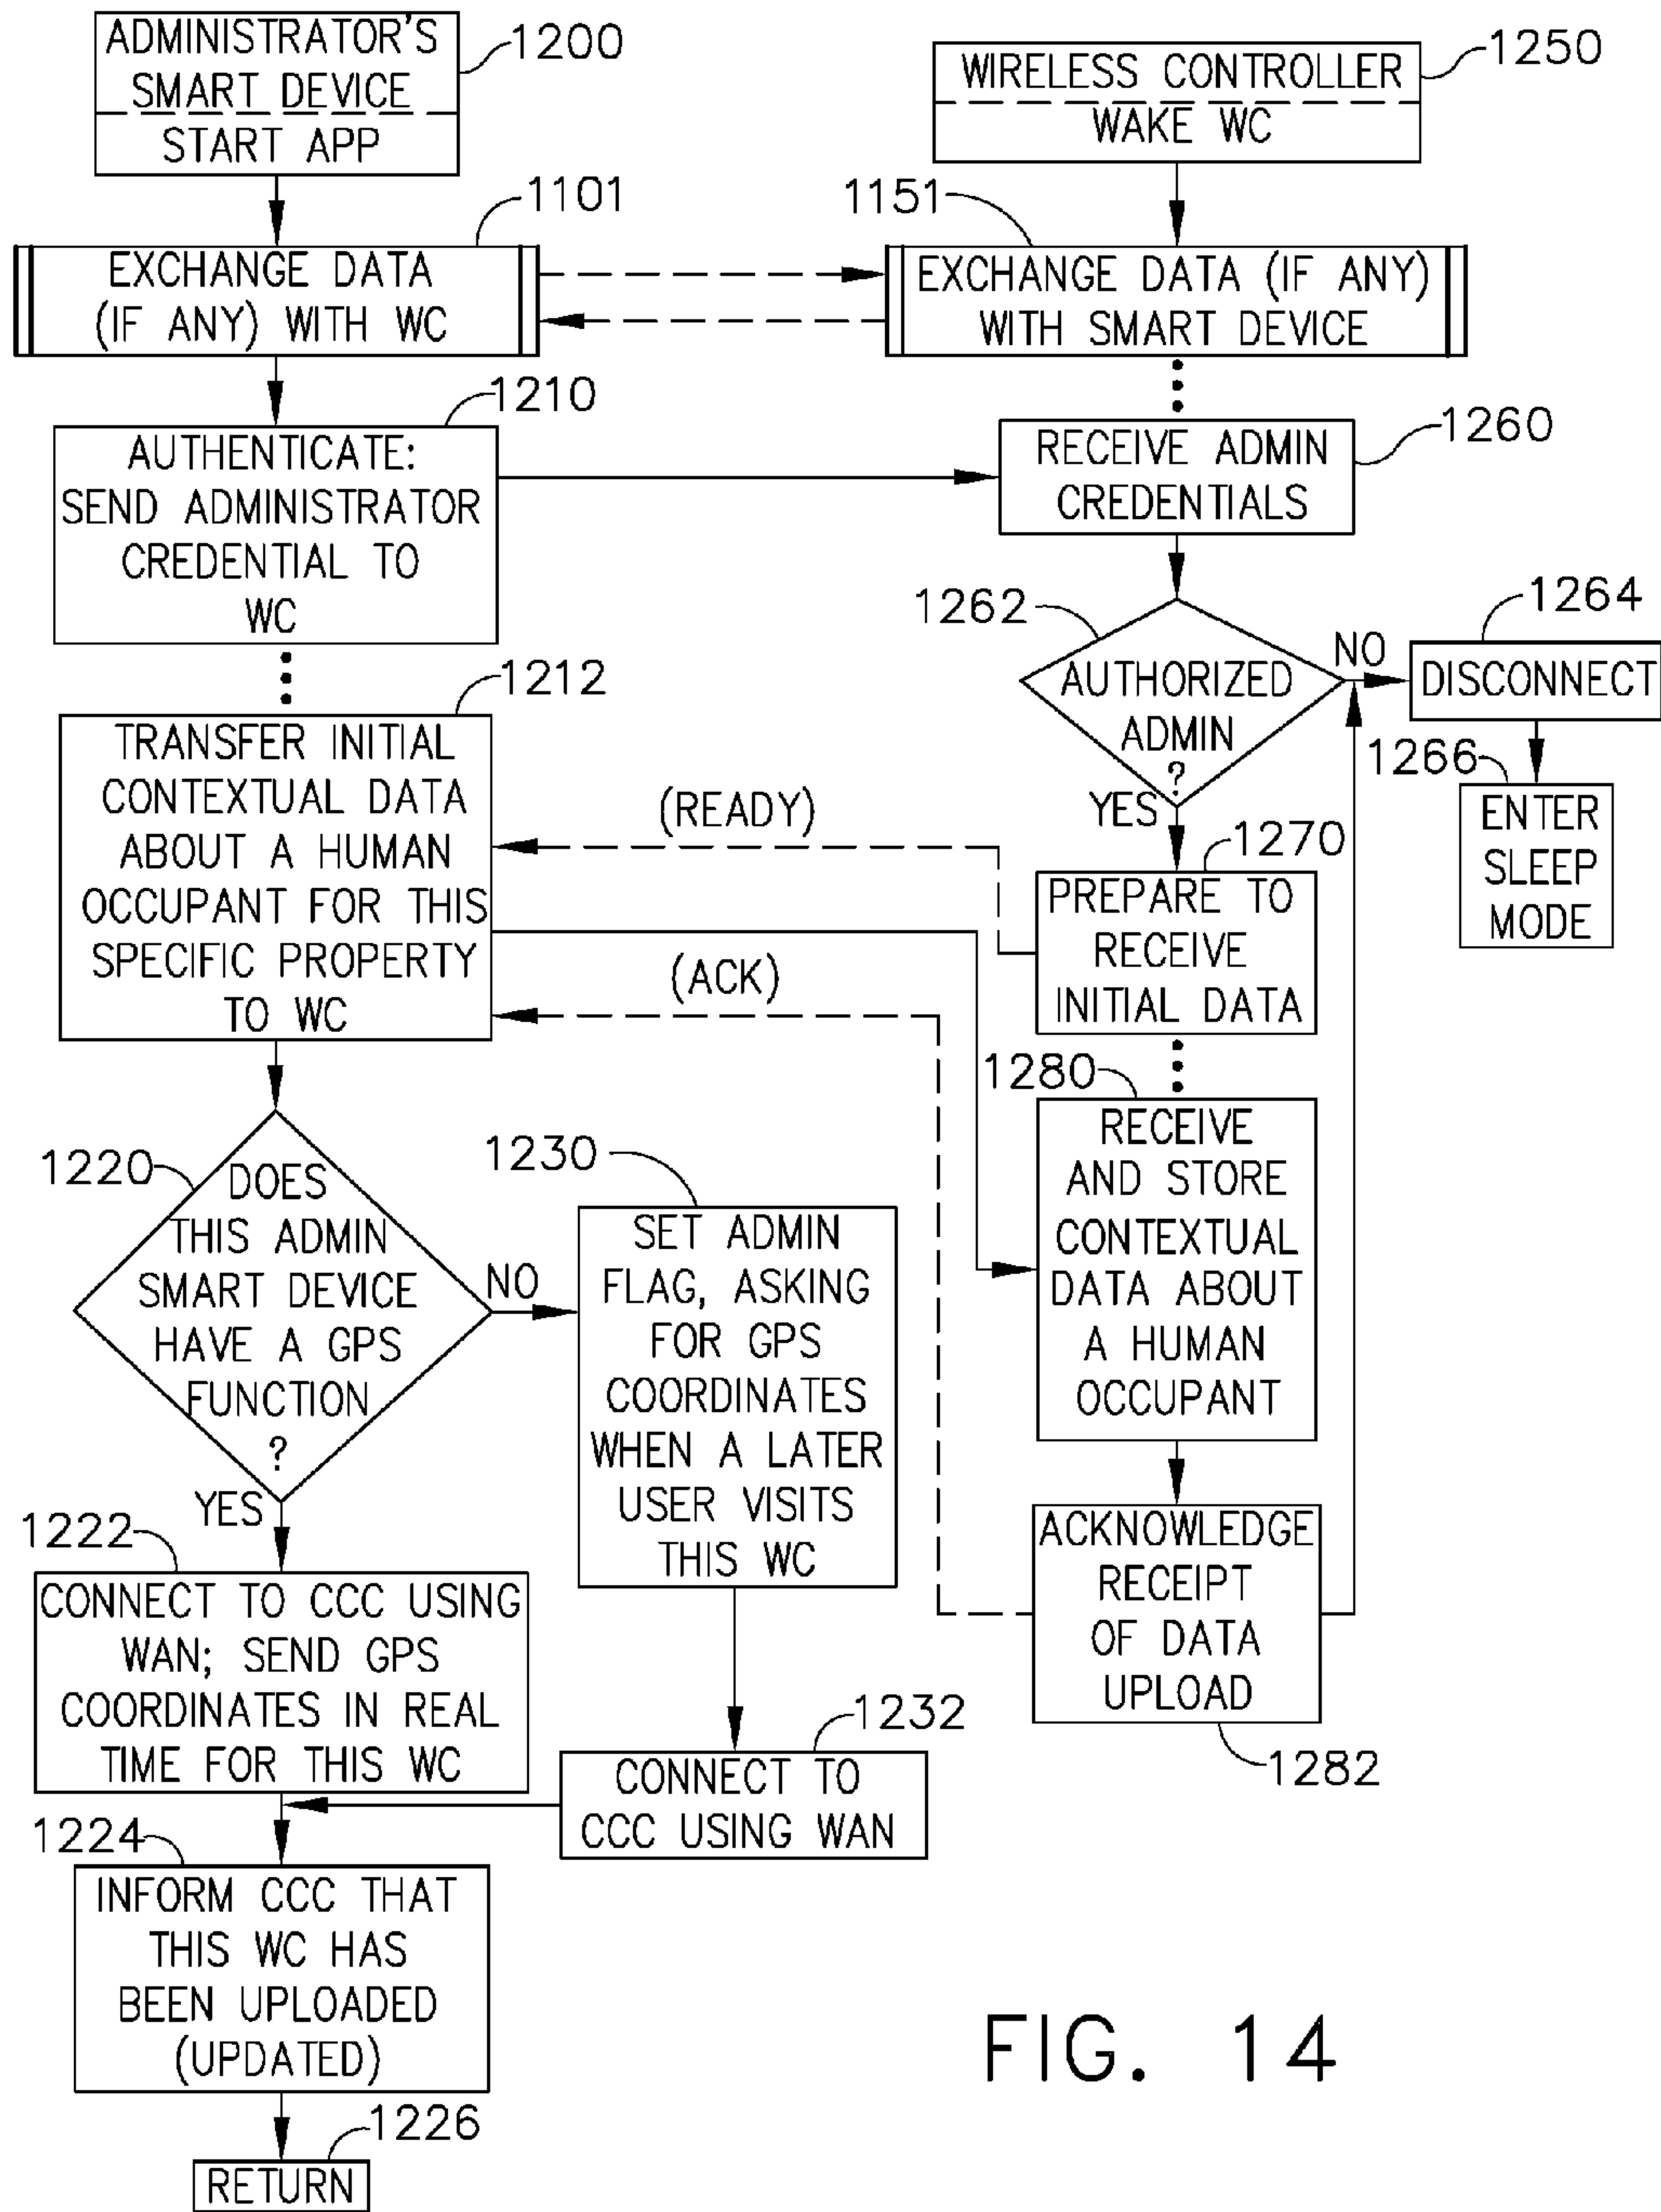 ADMINISTRATOR'S
SMART DEVICE
START APP
1200
WIRELESS CONTROLLER
WAKE WC
1250
1101
EXCHANGE DATA
(IF ANY) WITH WC
1151
EXCHANGE DATA (IF ANY)
WITH SMART DEVICE
1210
AUTHENTICATE:
SEND ADMINISTRATOR
CREDENTIAL TO
WC
RECEIVE ADMIN
CREDENTIALS
1260
1262
AUTHORIZED
ADMIN
?
NO
YES
1264
DISCONNECT
1266
ENTER
SLEEP
MODE
1212
TRANSFER INITIAL
CONTEXTUAL DATA
ABOUT A HUMAN
OCCUPANT FOR THIS
SPECIFIC PROPERTY
TO WC
(READY)
(ACK)
1270
PREPARE TO
RECEIVE
INITIAL DATA
1280
RECEIVE
AND STORE
CONTEXTUAL
DATA ABOUT
A HUMAN
OCCUPANT
1220
DOES
THIS ADMIN
SMART DEVICE
HAVE A GPS
FUNCTION
?
NO
YES
1230
SET ADMIN
FLAG, ASKING
FOR GPS
COORDINATES
WHEN A LATER
USER VISITS
THIS WC
ACKNOWLEDGE
RECEIPT
OF DATA
UPLOAD
1282
1222
CONNECT TO CCC USING
WAN; SEND GPS
COORDINATES IN REAL
TIME FOR THIS WC
1232
CONNECT TO
CCC USING WAN
1224
INFORM CCC THAT
THIS WC HAS
BEEN UPLOADED
(UPDATED)
1226
RETURN
FIG. 14